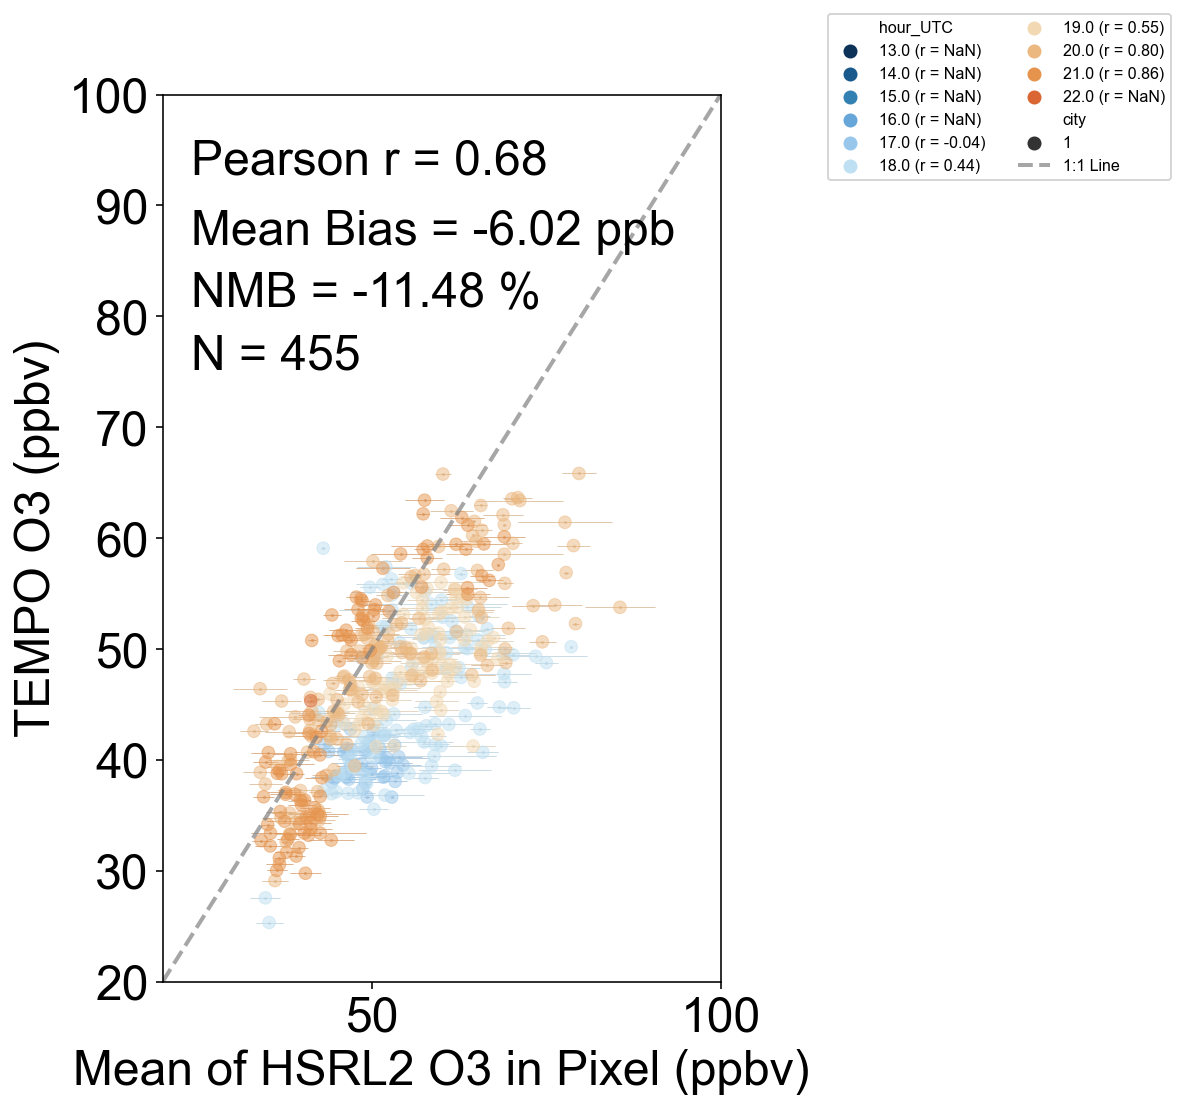 hour_UTC
13.0 (r = NaN)
14.0 (r = NaN)
15.0 (r = NaN)
16.0 (r = NaN)
17.0 (r = -0.04)
18.0 (r = 0.44)
19.0 (r = 0.55)
20.0 (r = 0.80)
21.0 (r = 0.86)
22.0 (r = NaN)
city
1
1:1 Line
Pearson r = 0.68
Mean Bias = -6.02 ppb
NMB = -11.48 %
N = 455
TEMPO O3 (ppbv)
100
90
80
70
60
50
40
30
20
50
100
Mean of HSRL2 O3 in Pixel (ppbv)